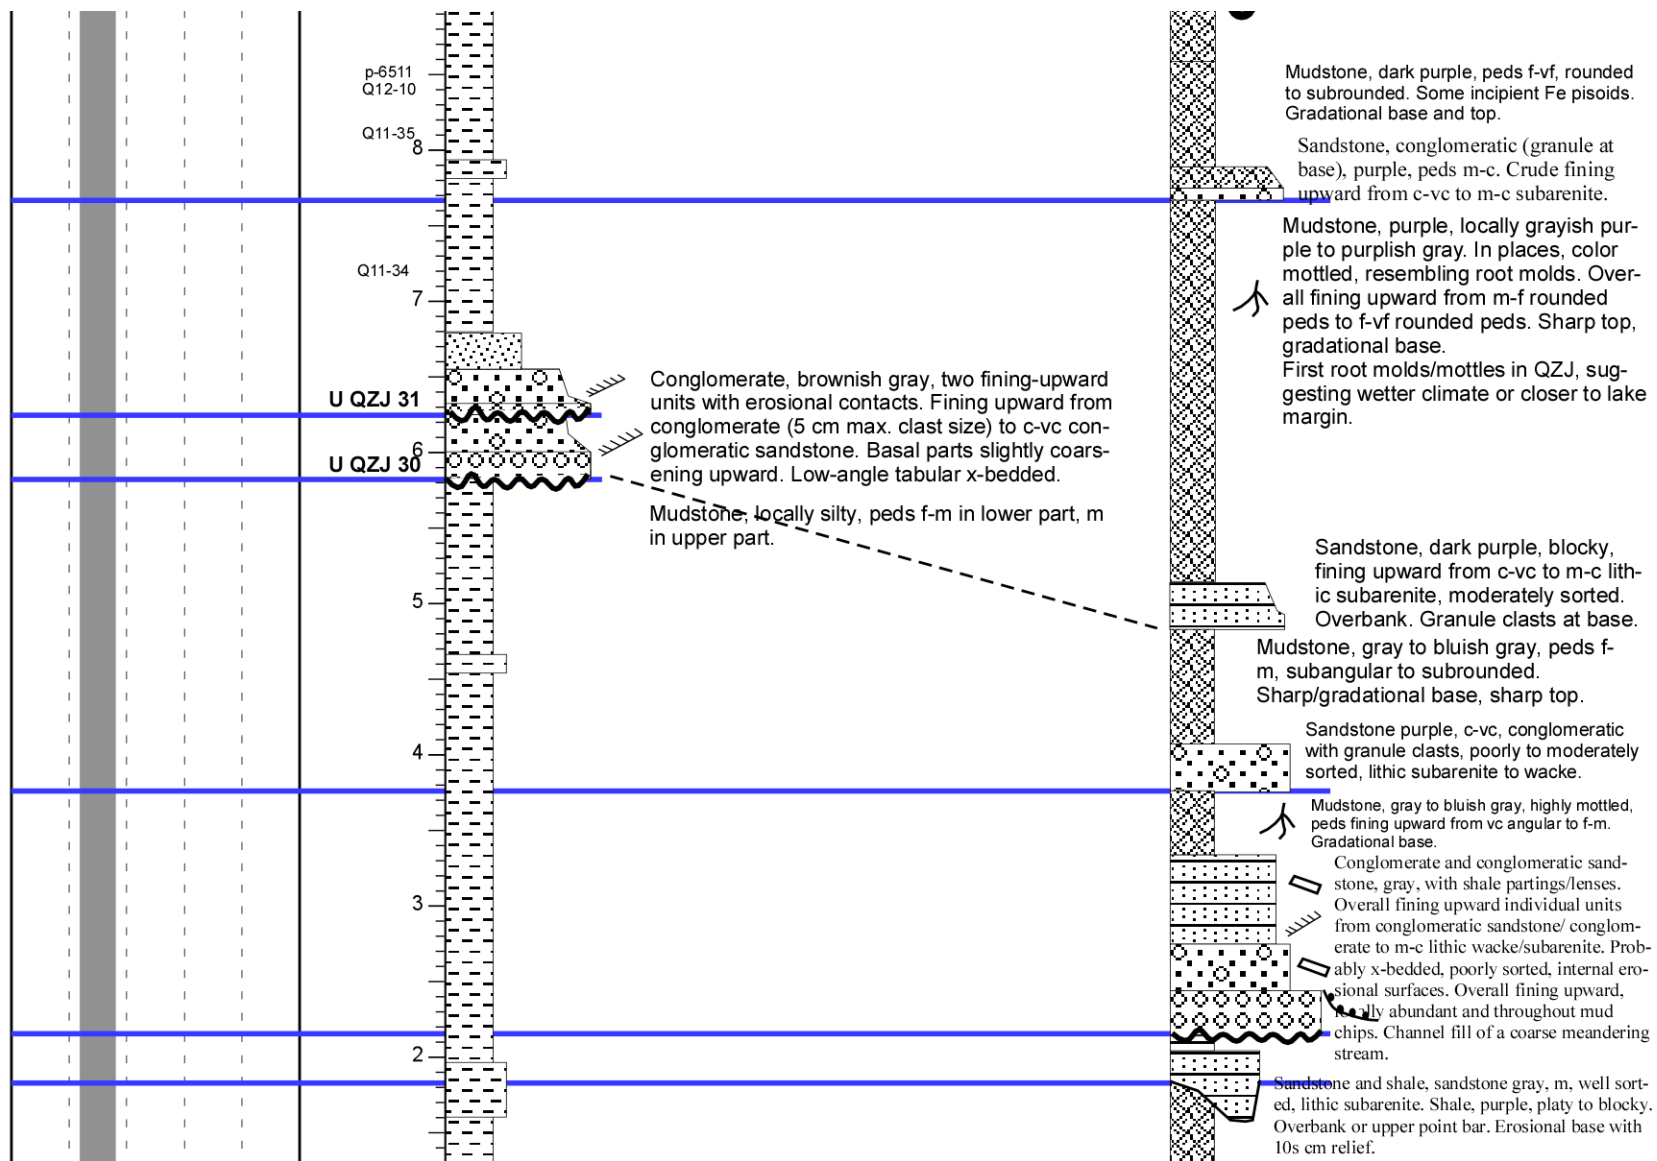 p-6511
Q12-10
Q11-35
8
Q11-34
7
U QZJ 31
6
U QZJ 30
5
4
3
2
Conglomerate, brownish gray, two fining-upward
units with erosional contacts. Fining upward from
conglomerate (5 cm max. clast size) to c-vc con-
glomeratic sandstone. Basal parts slightly coars-
ening upward. Low-angle tabular x-bedded.
Mudstone, locally silty, peds f-m in lower part, m
in upper part.
Mudstone, dark purple, peds f-vf, rounded
to subrounded. Some incipient Fe pisoids.
Gradational base and top.
Sandstone, conglomeratic (granule at
base), purple, peds m-c. Crude fining
upward from c-vc to m-c subarenite.
Mudstone, purple, locally grayish pur-
ple to purplish gray. In places, color
mottled, resembling root molds. Over-
all fining upward from m-f rounded
peds to f-vf rounded peds. Sharp top,
gradational base.
First root molds/mottles in QZJ, sug-
gesting wetter climate or closer to lake
margin.
Sandstone, dark purple, blocky,
fining upward from c-vc to m-c lith-
ic subarenite, moderately sorted.
Overbank. Granule clasts at base.
Mudstone, gray to bluish gray, peds f-
m, subangular to subrounded.
Sharp/gradational base, sharp top.
Sandstone purple, c-vc, conglomeratic
with granule clasts, poorly to moderately
sorted, lithic subarenite to wacke.
Mudstone, gray to bluish gray, highly mottled,
peds fining upward from vc angular to f-m.
Gradational base.
Conglomerate and conglomeratic sand-
stone, gray, with shale partings/lenses.
Overall fining upward individual units
from conglomeratic sandstone/ conglom-
erate to m-c lithic wacke/subarenite. Prob-
ably x-bedded, poorly sorted, internal ero-
sional surfaces. Overall fining upward,
locally abundant and throughout mud
chips. Channel fill of a coarse meandering
stream.
Sandstone and shale, sandstone gray, m, well sort-
ed, lithic subarenite. Shale, purple, platy to blocky.
Overbank or upper point bar. Erosional base with
10s cm relief.